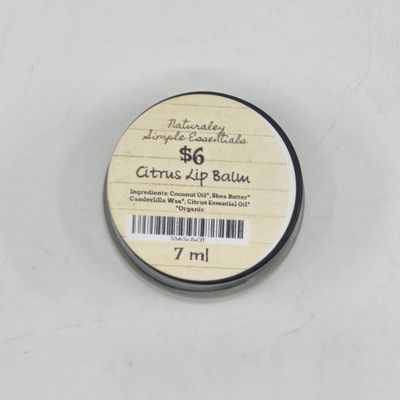 Naturaley
Simple Essentials
$6
Citrus Lip Balm
Ingredients: Coconut Oil*, Shea Butter*
Canderlilla Wax*, Citrus Essential Oil*
*Organic
7 ml